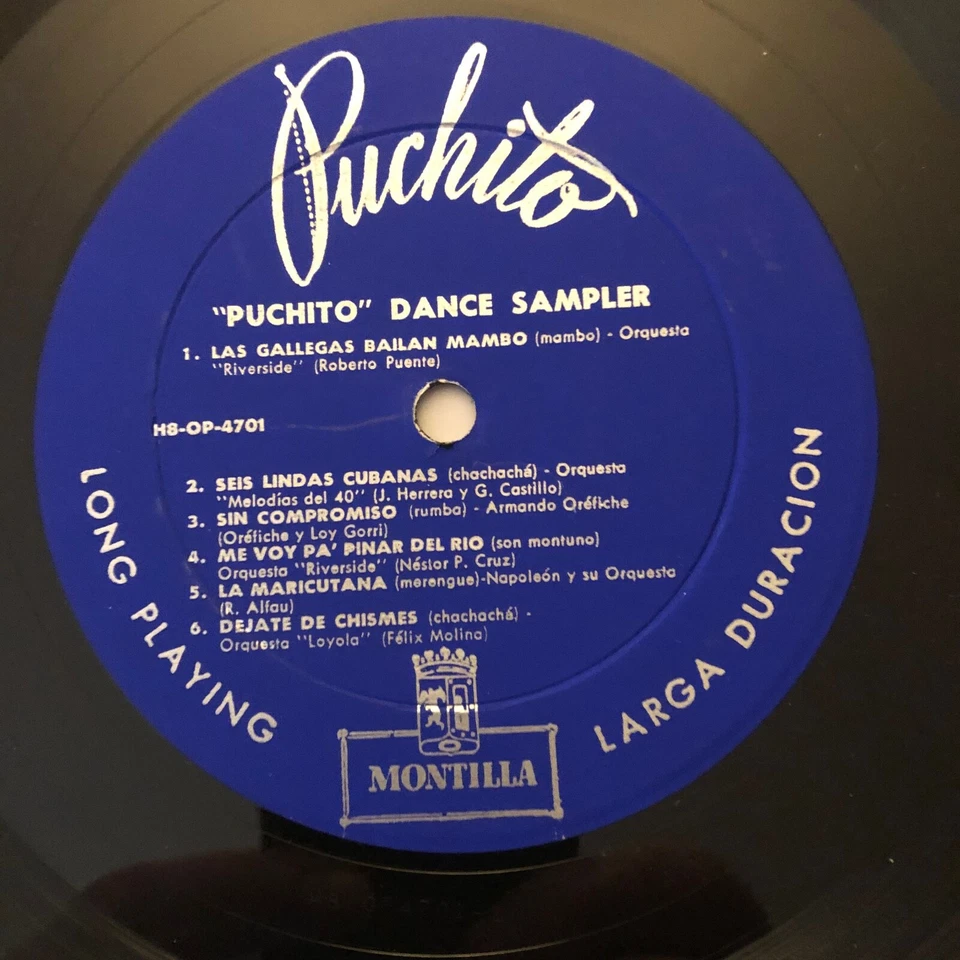 Puchito
"PUCHITO" DANCE SAMPLER
1. LAS GALLEGAS BAILAN MAMBO (mambo) - Orquesta
"Riverside" (Roberto Puente)
H8-OP-4701
2. SEIS LINDAS CUBANAS (chachachá) - Orquesta
"Melodías del 40" (J. Herrera y G. Castillo)
3. SIN COMPROMISO (rumba) - Armando Oréfiche
(Oréfiche y Loy Gorri)
4. ME VOY PA' PINAR DEL RIO (son montuno)
Orquesta "Riverside" (Néstor P. Cruz)
5. LA MARICUTANA (merengue)-Napoleón y su Orquesta
(R. Alfau)
6. DEJATE DE CHISMES (chachachá) -
Orquesta "Loyola" (Félix Molina)
LONG PLAYING
LARGA DURACION
MONTILLA